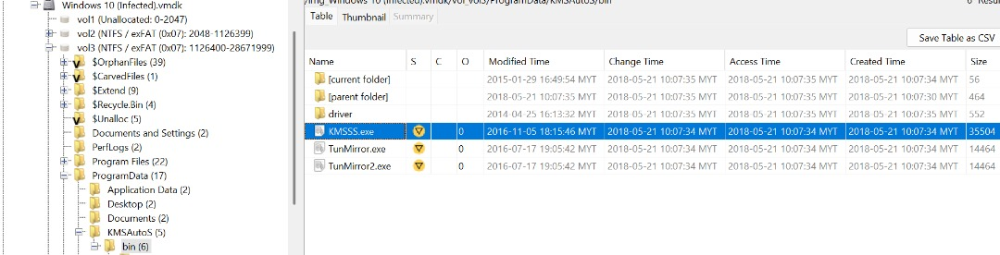 Windows 10 (Infected).vmdk
vol1 (Unallocated: 0-2047)
vol2 (NTFS / exFAT (0x07): 2048-1126399)
vol3 (NTFS / exFAT (0x07): 1126400-28671999)
$OrphanFiles (39)
$CarvedFiles (1)
$Extend (9)
$Recycle.Bin (4)
$Unalloc (5)
Documents and Settings (2)
PerfLogs (2)
Program Files (22)
ProgramData (17)
Application Data (2)
Desktop (2)
Documents (2)
KMSAutoS (5)
bin (6)
/img_Windows 10 (Infected).vmdk/vol_vol3/ProgramData/KMSAutoS/bin
6 Resul
Table Thumbnail Summary
Save Table as CSV
Name S C O Modified Time Change Time Access Time Created Time Size
[current folder] 2015-01-29 16:49:54 MYT 2018-05-21 10:07:35 MYT 2018-05-21 10:07:35 MYT 2018-05-21 10:07:34 MYT 56
[parent folder] 2018-05-21 10:07:35 MYT 2018-05-21 10:07:35 MYT 2018-05-21 10:07:35 MYT 2018-05-21 10:07:30 MYT 464
driver 2014-04-25 16:13:32 MYT 2018-05-21 10:07:35 MYT 2018-05-21 10:07:35 MYT 2018-05-21 10:07:34 MYT 552
KMSSS.exe 0 2016-11-05 18:15:46 MYT 2018-05-21 10:07:34 MYT 2018-05-21 10:07:34 MYT 2018-05-21 10:07:34 MYT 35504
TunMirror.exe 0 2016-07-17 19:05:42 MYT 2018-05-21 10:07:34 MYT 2018-05-21 10:07:34 MYT 2018-05-21 10:07:34 MYT 14464
TunMirror2.exe 0 2016-07-17 19:05:42 MYT 2018-05-21 10:07:34 MYT 2018-05-21 10:07:34 MYT 2018-05-21 10:07:34 MYT 14464